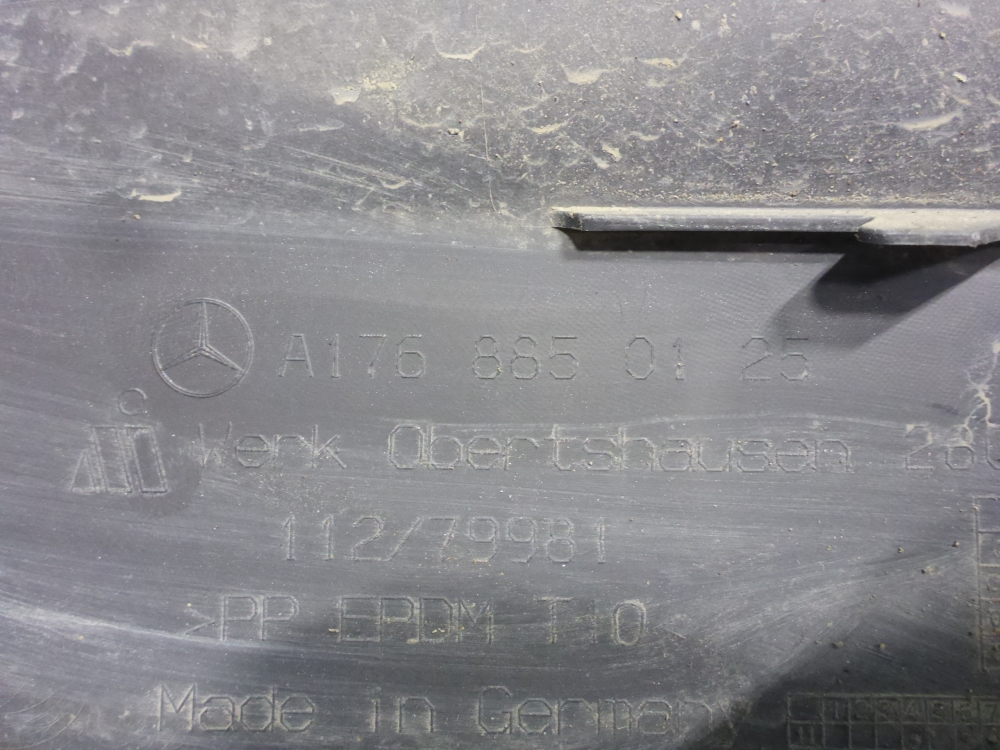 A176 885 01 25
Werk Obertshausen
112/79981
>PP EPDM T10<
Made in Germany